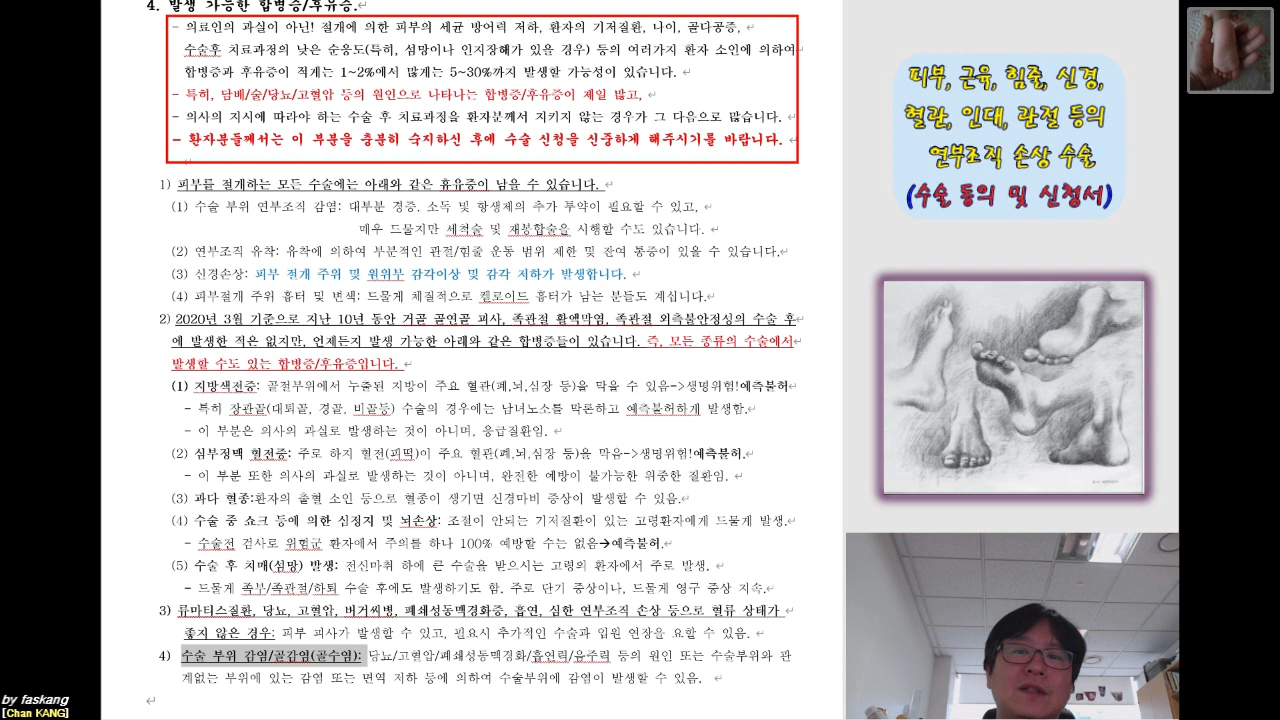 4. 발생 가능한 합병증/후유증.
- 의료인의 과실이 아닌! 절개에 의한 피부의 세균 방어력 저하, 환자의 기저질환, 나이, 골다공증,
수술후 치료과정의 낮은 순응도(특히, 섬망이나 인지장해가 있을 경우) 등의 여러가지 환자 소인에 의하여
합병증과 후유증이 적게는 1~2%에서 많게는 5~30%까지 발생할 가능성이 있습니다.
- 특히, 담배/술/당뇨/고혈압 등의 원인으로 나타나는 합병증/후유증이 제일 많고,
- 의사의 지시에 따라야 하는 수술 후 치료과정을 환자분께서 지키지 않는 경우가 그 다음으로 많습니다.
- 환자분들께서는 이 부분을 충분히 숙지하신 후에 수술 신청을 신중하게 해주시기를 바랍니다.
1) 피부를 절개하는 모든 수술에는 아래와 같은 휴유증이 남을 수 있습니다.
(1) 수술 부위 연부조직 감염: 대부분 경증. 소독 및 항생제의 추가 투약이 필요할 수 있고,
매우 드물지만 세척술 및 재봉합술을 시행할 수도 있습니다.
(2) 연부조직 유착: 유착에 의하여 부분적인 관절/힘줄 운동 범위 제한 및 잔여 통증이 있을 수 있습니다.
(3) 신경손상: 피부 절개 주위 및 원위부 감각이상 및 감각 저하가 발생합니다.
(4) 피부절개 주위 흉터 및 변색: 드물게 체질적으로 켈로이드 흉터가 남는 분들도 계십니다.
2) 2020년 3월 기준으로 지난 10년 동안 거골 골연골 괴사, 족관절 활액막염, 족관절 외측불안정성의 수술 후
에 발생한 적은 없지만, 언제든지 발생 가능한 아래와 같은 합병증들이 있습니다. 즉, 모든 종류의 수술에서
발생할 수도 있는 합병증/후유증입니다.
(1) 지방색전증: 골절부위에서 누출된 지방이 주요 혈관(폐,뇌,심장 등)을 막을 수 있음->생명위험!예측불허
- 특히 장관골(대퇴골, 경골, 비골등) 수술의 경우에는 남녀노소를 막론하고 예측불허하게 발생함.
- 이 부분은 의사의 과실로 발생하는 것이 아니며, 응급질환임.
(2) 심부정맥 혈전증: 주로 하지 혈전(피떡)이 주요 혈관(폐,뇌,심장 등)을 막음->생명위험!예측불허.
- 이 부분 또한 의사의 과실로 발생하는 것이 아니며, 완전한 예방이 불가능한 위중한 질환임.
(3) 과다 혈종:환자의 출혈 소인 등으로 혈종이 생기면 신경마비 증상이 발생할 수 있음.
(4) 수술 중 쇼크 등에 의한 심정지 및 뇌손상: 조절이 안되는 기저질환이 있는 고령환자에게 드물게 발생.
- 수술전 검사로 위험군 환자에서 주의를 하나 100% 예방할 수는 없음→예측불허.
(5) 수술 후 치매(섬망) 발생: 전신마취 하에 큰 수술을 받으시는 고령의 환자에서 주로 발생.
- 드물게 족부/족관절/하퇴 수술 후에도 발생하기도 함. 주로 단기 증상이나, 드물게 영구 증상 지속.
3) 류마티스질환, 당뇨, 고혈압, 버거씨병, 폐쇄성동맥경화증, 흡연, 심한 연부조직 손상 등으로 혈류 상태가
좋지 않은 경우: 피부 괴사가 발생할 수 있고, 필요시 추가적인 수술과 입원 연장을 요할 수 있음.
4) 수술 부위 감염/골감염(골수염): 당뇨/고혈압/폐쇄성동맥경화/흡연력/음주력 등의 원인 또는 수술부위와 관
계없는 부위에 있는 감염 또는 면역 저하 등에 의하여 수술부위에 감염이 발생할 수 있음.
피부, 근육, 힘줄, 신경,
혈관, 인대, 관절 등의
연부조직 손상 수술
(수술 동의 및 신청서)
by faskang
[Chan KANG]